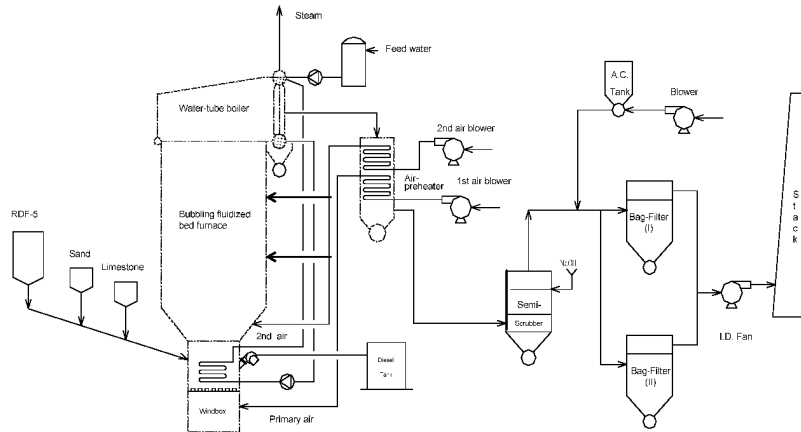 Steam
Feed water
A.C.
Tank
Blower
Water-tube boiler
2nd air blower
Air-
preheater
1st air blower
RDF-5
Bubbling fluidized
bed furnace
Bag-Filter
(I)
S
t
a
c
k
Sand
Limestone
NaOH
Semi-
Scrubber
2nd air
I.D. Fan
Diesel
Tank
Bag-Filter
(II)
Windbox
Primary air